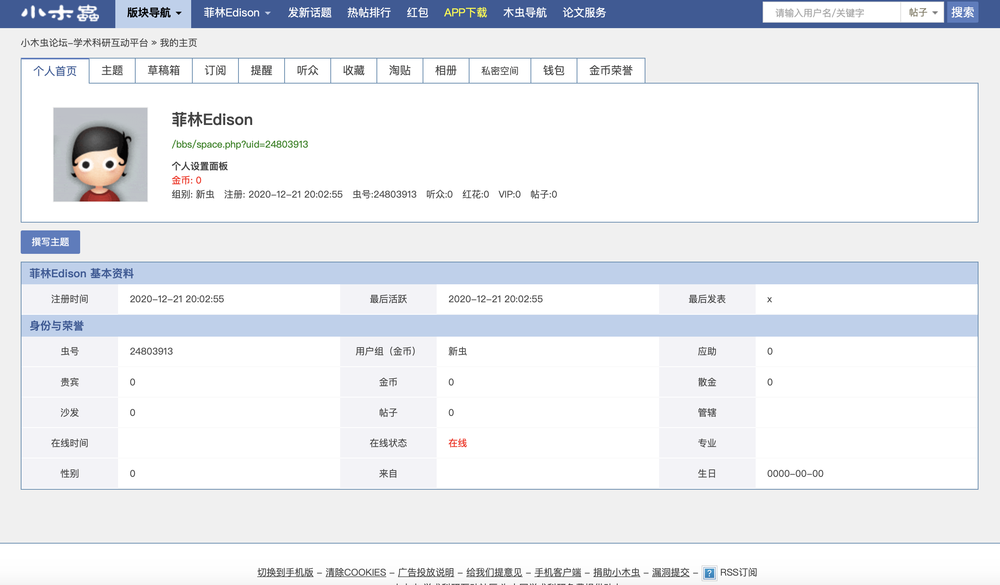 小木蟲 版块导航 菲林Edison 发新话题 热帖排行 红包 APP下载 木虫导航 论文服务 请输入用户名/关键字 帖子 搜索
小木虫论坛-学术科研互动平台 » 我的主页
个人首页 主题 草稿箱 订阅 提醒 听众 收藏 淘贴 相册 私密空间 钱包 金币荣誉
菲林Edison
/bbs/space.php?uid=24803913
个人设置面板
金币: 0
组别: 新虫 注册: 2020-12-21 20:02:55 虫号:24803913 听众:0 红花:0 VIP:0 帖子:0
撰写主题
菲林Edison 基本资料
注册时间 2020-12-21 20:02:55 最后活跃 2020-12-21 20:02:55 最后发表 x
身份与荣誉
虫号 24803913 用户组（金币） 新虫 应助 0
贵宾 0 金币 0 散金 0
沙发 0 帖子 0 管辖
在线时间 在线状态 在线 专业
性别 0 来自 生日 0000-00-00
切换到手机版 - 清除COOKIES - 广告投放说明 - 给我们提意见 - 手机客户端 - 捐助小木虫 - 漏洞提交 - ? RSS订阅